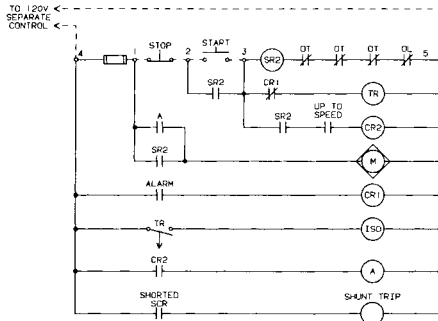 TO 120V
SEPARATE
CONTROL
4 1 STOP 2 START 3 SR2 OT OT OT OL 5
SR2 CR1 TR
SR2 UP TO SPEED CR2
A
SR2 M
ALARM CR1
TR ISO
CR2 A
SHORTED SCR SHUNT TRIP